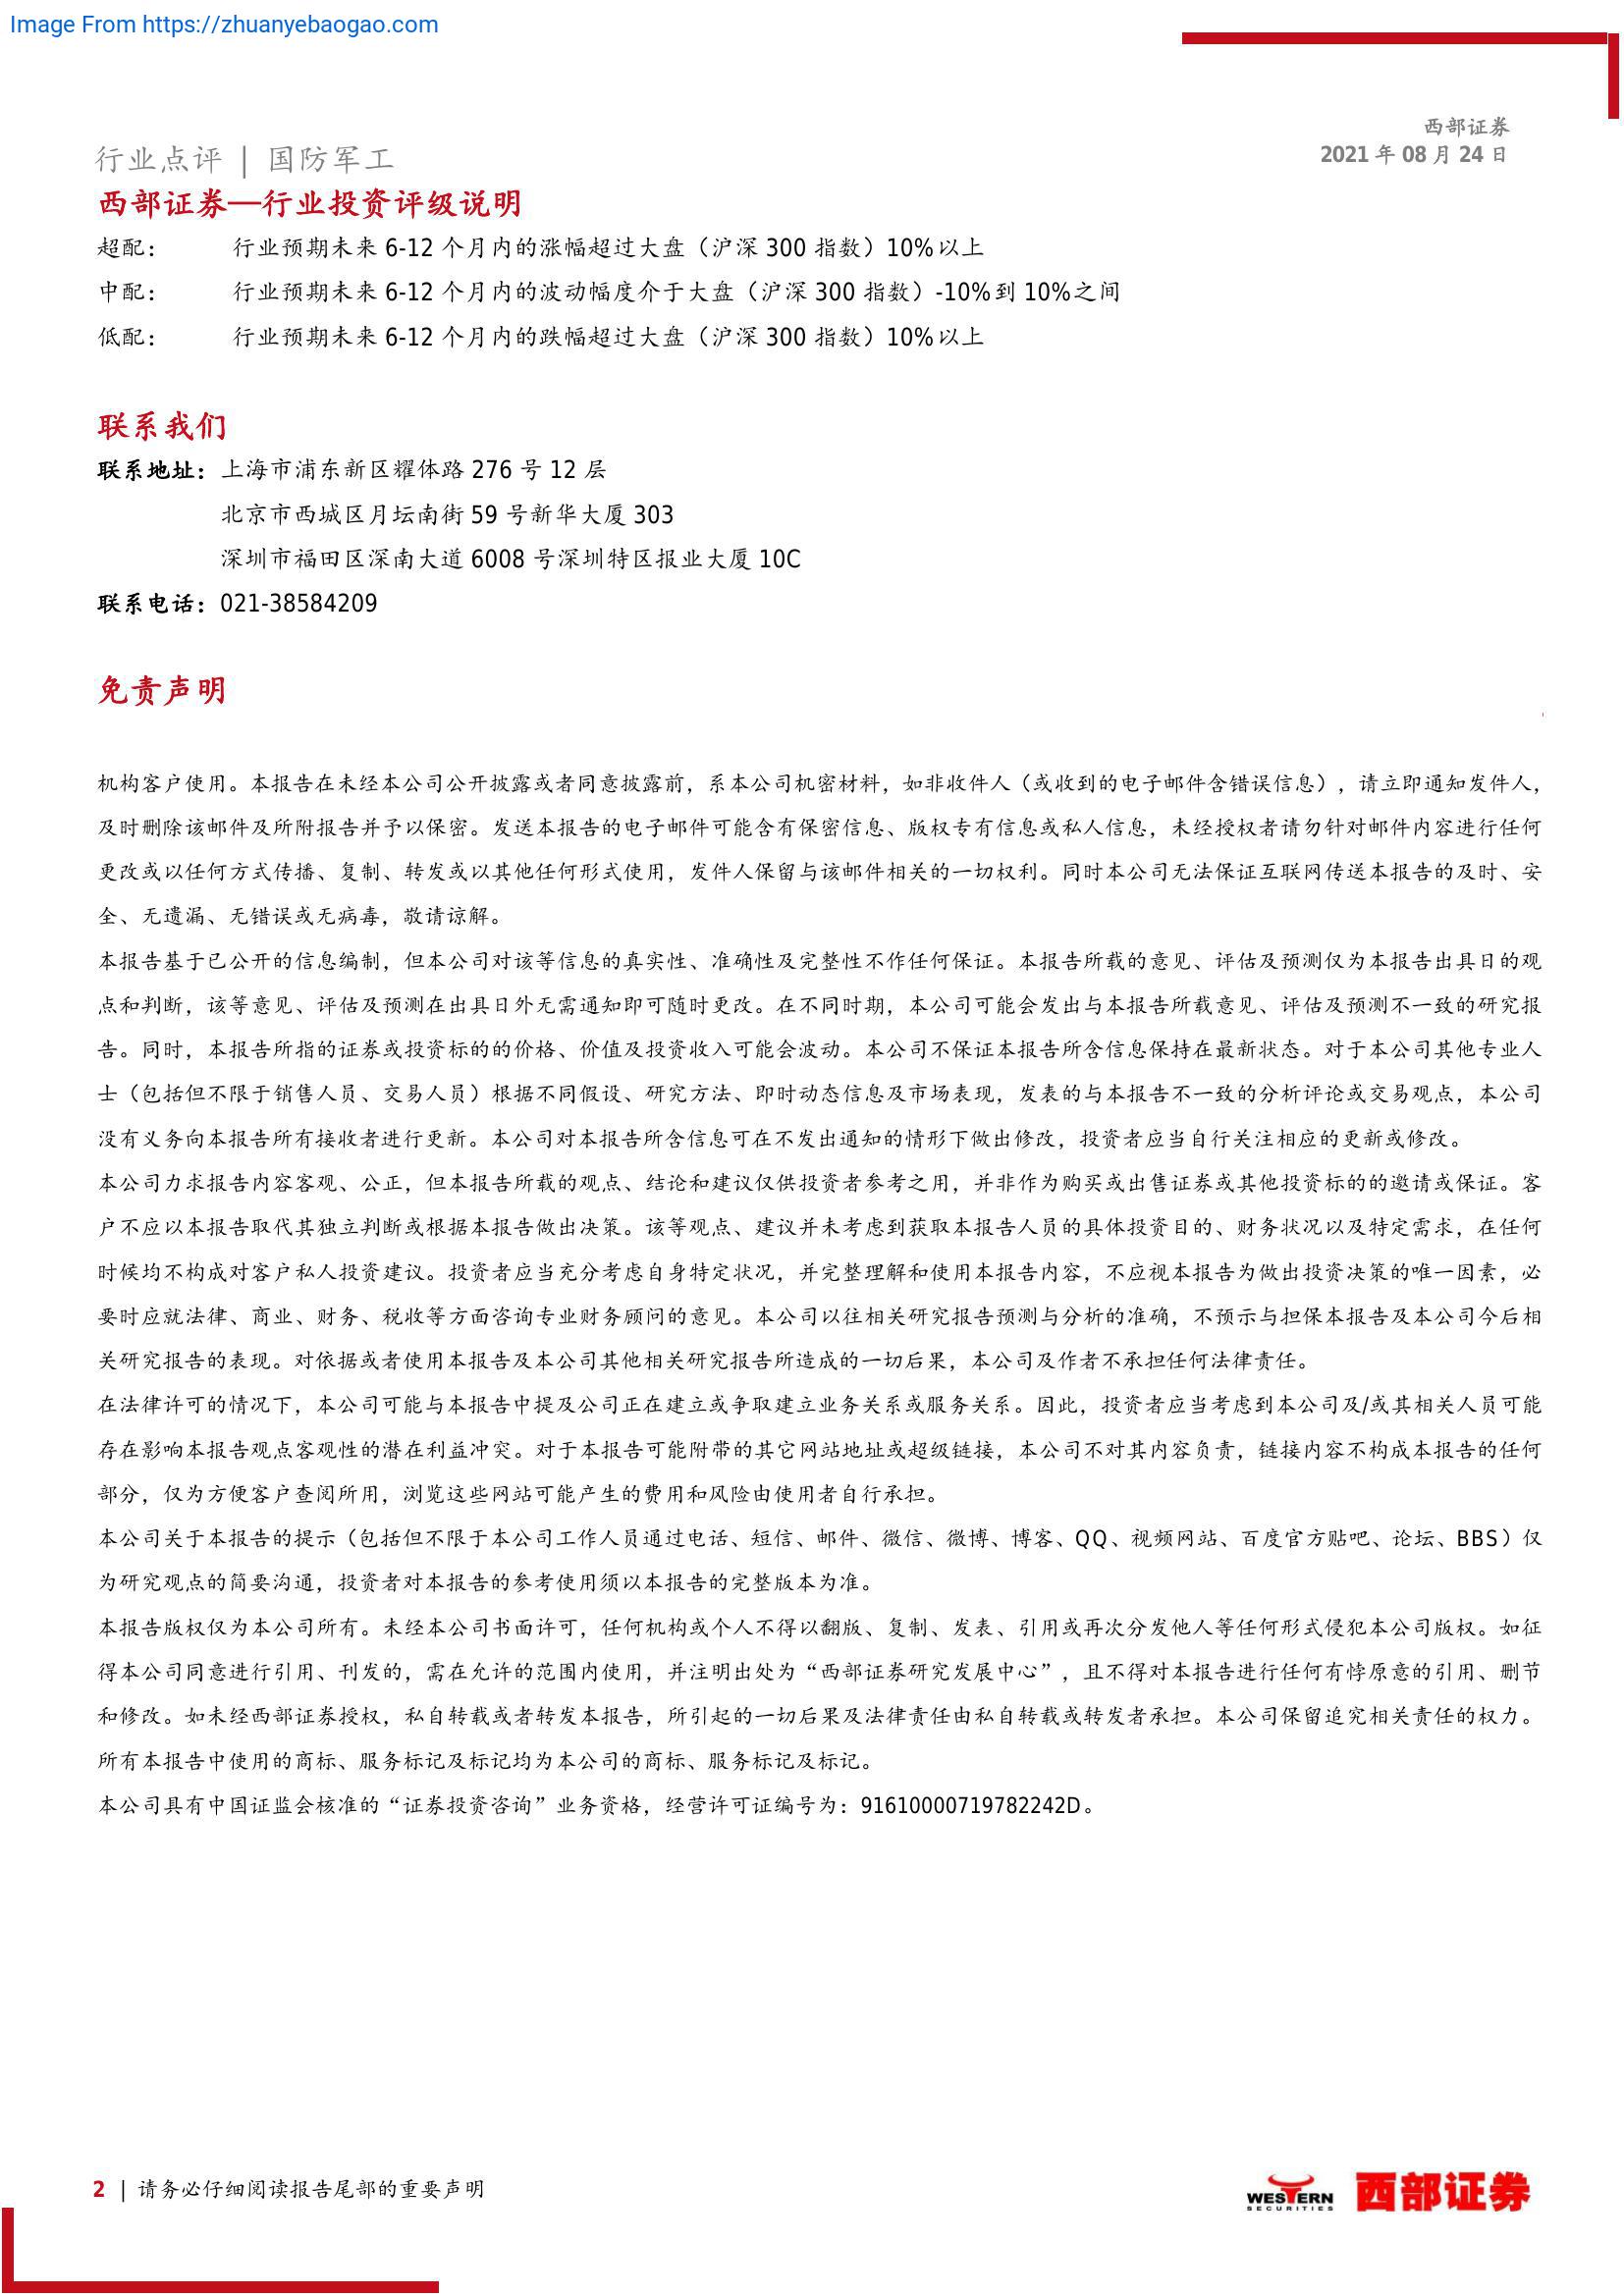 Image From https://zhuanyebaogao.com
西部证券
2021 年 08 月 24 日
行业点评 | 国防军工
西部证券—行业投资评级说明
超配： 行业预期未来 6-12 个月内的涨幅超过大盘（沪深 300 指数）10%以上
中配： 行业预期未来 6-12 个月内的波动幅度介于大盘（沪深 300 指数）-10%到 10%之间
低配： 行业预期未来 6-12 个月内的跌幅超过大盘（沪深 300 指数）10%以上
联系我们
联系地址：上海市浦东新区耀体路 276 号 12 层
北京市西城区月坛南街 59 号新华大厦 303
深圳市福田区深南大道 6008 号深圳特区报业大厦 10C
联系电话：021-38584209
免责声明
机构客户使用。本报告在未经本公司公开披露或者同意披露前，系本公司机密材料，如非收件人（或收到的电子邮件含错误信息），请立即通知发件人，
及时删除该邮件及所附报告并予以保密。发送本报告的电子邮件可能含有保密信息、版权专有信息或私人信息，未经授权者请勿针对邮件内容进行任何
更改或以任何方式传播、复制、转发或以其他任何形式使用，发件人保留与该邮件相关的一切权利。同时本公司无法保证互联网传送本报告的及时、安
全、无遗漏、无错误或无病毒，敬请谅解。
本报告基于已公开的信息编制，但本公司对该等信息的真实性、准确性及完整性不作任何保证。本报告所载的意见、评估及预测仅为本报告出具日的观
点和判断，该等意见、评估及预测在出具日外无需通知即可随时更改。在不同时期，本公司可能会发出与本报告所载意见、评估及预测不一致的研究报
告。同时，本报告所指的证券或投资标的的价格、价值及投资收入可能会波动。本公司不保证本报告所含信息保持在最新状态。对于本公司其他专业人
士（包括但不限于销售人员、交易人员）根据不同假设、研究方法、即时动态信息及市场表现，发表的与本报告不一致的分析评论或交易观点，本公司
没有义务向本报告所有接收者进行更新。本公司对本报告所含信息可在不发出通知的情形下做出修改，投资者应当自行关注相应的更新或修改。
本公司力求报告内容客观、公正，但本报告所载的观点、结论和建议仅供投资者参考之用，并非作为购买或出售证券或其他投资标的的邀请或保证。客
户不应以本报告取代其独立判断或根据本报告做出决策。该等观点、建议并未考虑到获取本报告人员的具体投资目的、财务状况以及特定需求，在任何
时候均不构成对客户私人投资建议。投资者应当充分考虑自身特定状况，并完整理解和使用本报告内容，不应视本报告为做出投资决策的唯一因素，必
要时应就法律、商业、财务、税收等方面咨询专业财务顾问的意见。本公司以往相关研究报告预测与分析的准确，不预示与担保本报告及本公司今后相
关研究报告的表现。对依据或者使用本报告及本公司其他相关研究报告所造成的一切后果，本公司及作者不承担任何法律责任。
在法律许可的情况下，本公司可能与本报告中提及公司正在建立或争取建立业务关系或服务关系。因此，投资者应当考虑到本公司及/或其相关人员可能
存在影响本报告观点客观性的潜在利益冲突。对于本报告可能附带的其它网站地址或超级链接，本公司不对其内容负责，链接内容不构成本报告的任何
部分，仅为方便客户查阅所用，浏览这些网站可能产生的费用和风险由使用者自行承担。
本公司关于本报告的提示（包括但不限于本公司工作人员通过电话、短信、邮件、微信、微博、博客、QQ、视频网站、百度官方贴吧、论坛、BBS）仅
为研究观点的简要沟通，投资者对本报告的参考使用须以本报告的完整版本为准。
本报告版权仅为本公司所有。未经本公司书面许可，任何机构或个人不得以翻版、复制、发表、引用或再次分发他人等任何形式侵犯本公司版权。如征
得本公司同意进行引用、刊发的，需在允许的范围内使用，并注明出处为“西部证券研究发展中心”，且不得对本报告进行任何有悖原意的引用、删节
和修改。如未经西部证券授权，私自转载或者转发本报告，所引起的一切后果及法律责任由私自转载或转发者承担。本公司保留追究相关责任的权力。
所有本报告中使用的商标、服务标记及标记均为本公司的商标、服务标记及标记。
本公司具有中国证监会核准的“证券投资咨询”业务资格，经营许可证编号为：91610000719782242D。
2 | 请务必仔细阅读报告尾部的重要声明
WESTERN
SECURITIES
西部证券